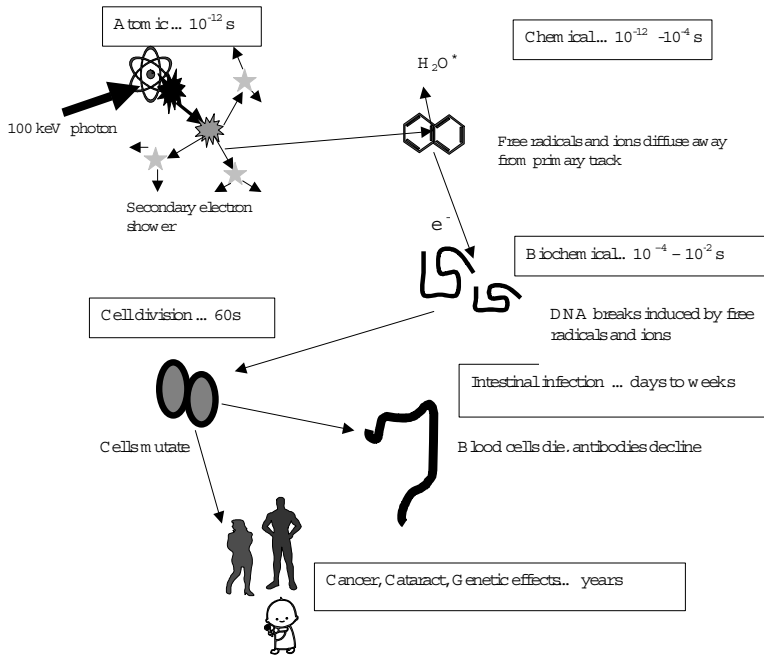 Atomic... 10⁻¹² s
Chemical... 10⁻¹² -10⁻⁴ s
H₂O*
100 keV photon
Free radicals and ions diffuse away
from primary track
Secondary electron
shower
e⁻
Biochemical... 10⁻⁴ – 10⁻² s
Cell division ... 60s
DNA breaks induced by free
radicals and ions
Intestinal infection ... days to weeks
Cells mutate
Blood cells die. antibodies decline
Cancer, Cataract, Genetic effects... years